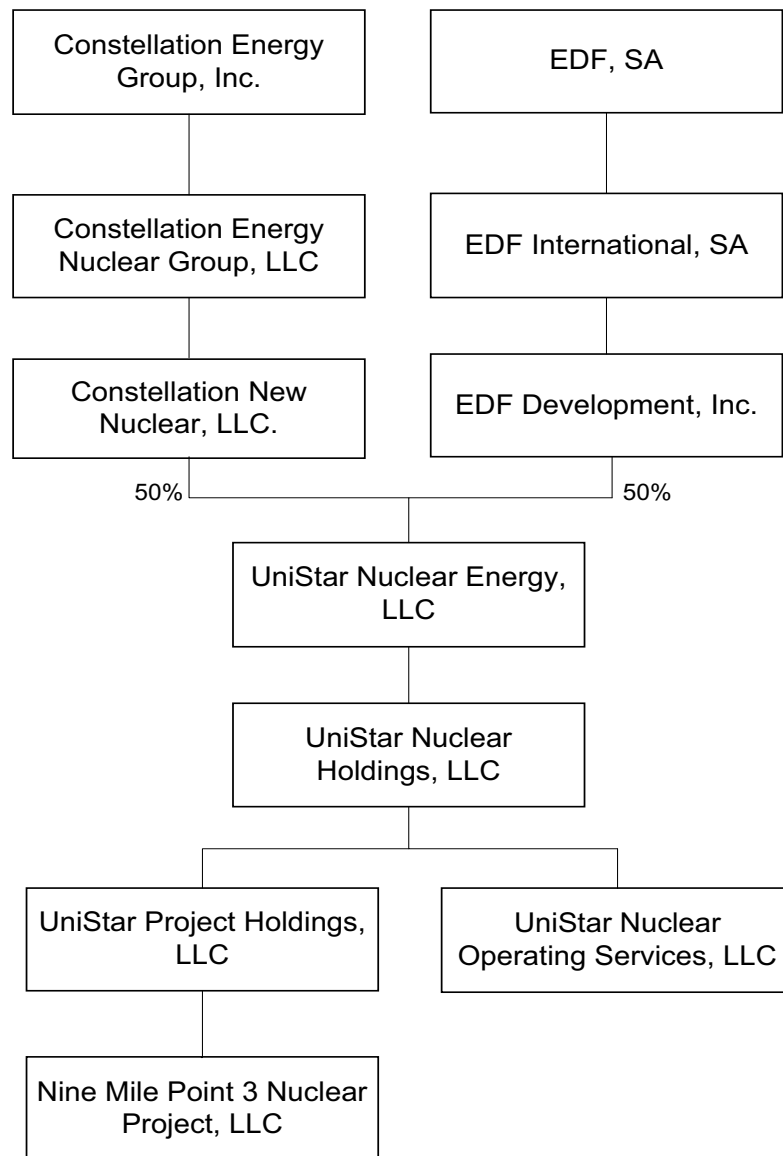 Constellation Energy
Group, Inc.
EDF, SA
Constellation Energy
Nuclear Group, LLC
EDF International, SA
Constellation New
Nuclear, LLC.
EDF Development, Inc.
50%
50%
UniStar Nuclear Energy,
LLC
UniStar Nuclear
Holdings, LLC
UniStar Project Holdings,
LLC
UniStar Nuclear
Operating Services, LLC
Nine Mile Point 3 Nuclear
Project, LLC